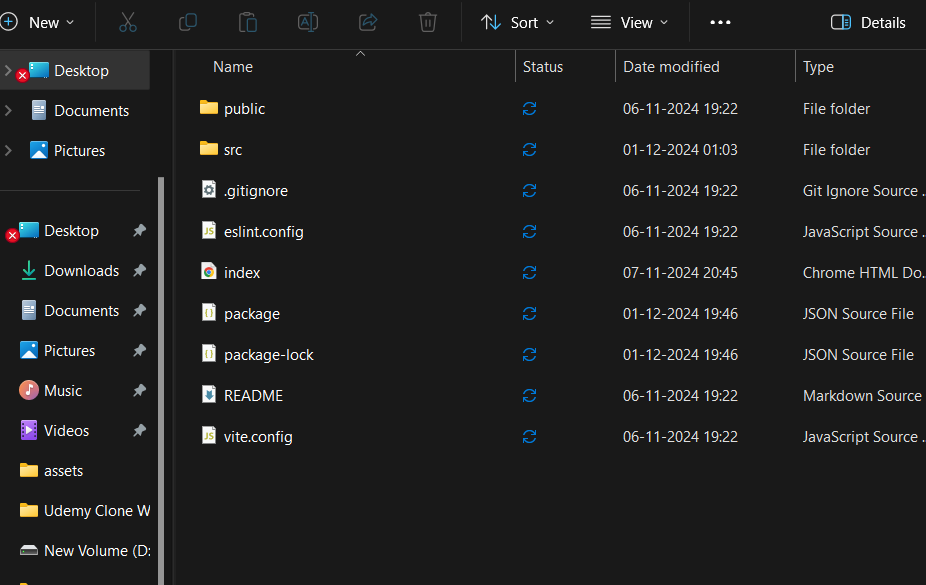 New Sort View Details
Name Status Date modified Type
Desktop
Documents
Pictures
Desktop
Downloads
Documents
Pictures
Music
Videos
assets
Udemy Clone W
New Volume (D:
public 06-11-2024 19:22 File folder
src 01-12-2024 01:03 File folder
.gitignore 06-11-2024 19:22 Git Ignore Source ...
eslint.config 06-11-2024 19:22 JavaScript Source ...
index 07-11-2024 20:45 Chrome HTML Do...
package 01-12-2024 19:46 JSON Source File
package-lock 01-12-2024 19:46 JSON Source File
README 06-11-2024 19:22 Markdown Source
vite.config 06-11-2024 19:22 JavaScript Source ...